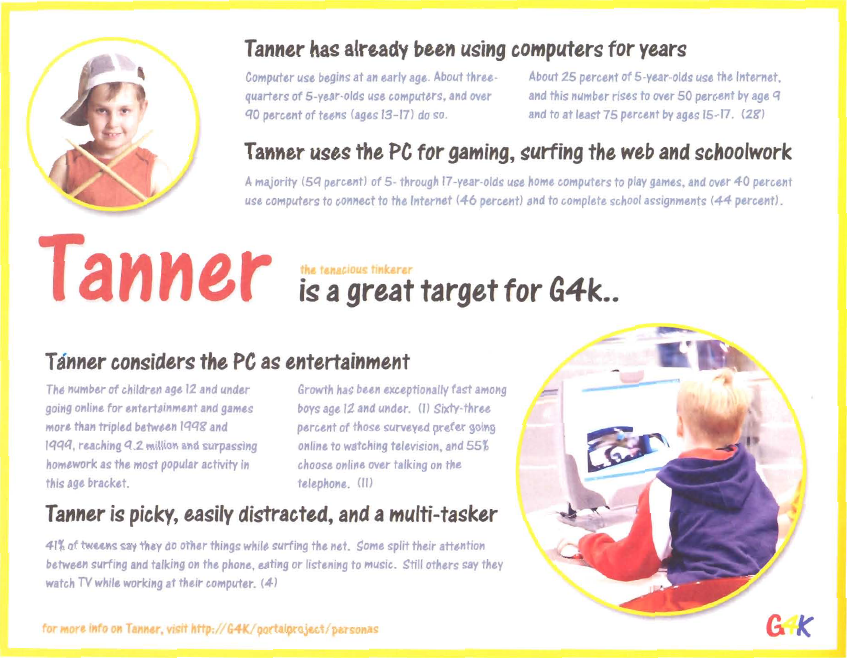 Tanner has already been using computers for years
Computer use begins at an early age. About three-
quarters of 5-year-olds use computers, and over
90 percent of teens (ages 13-17) do so.
About 25 percent of 5-year-olds use the Internet,
and this number rises to over 50 percent by age 9
and to at least 75 percent by ages 15-17. (28)
Tanner uses the PC for gaming, surfing the web and schoolwork
A majority (59 percent) of 5- through 17-year-olds use home computers to play games, and over 40 percent
use computers to connect to the Internet (46 percent) and to complete school assignments (44 percent).
Tanner
the tenacious tinkerer
is a great target for G4k..
Tanner considers the PC as entertainment
The number of children age 12 and under
going online for entertainment and games
more than tripled between 1998 and
1999, reaching 9.2 million and surpassing
homework as the most popular activity in
this age bracket.
Growth has been exceptionally fast among
boys age 12 and under. (1) Sixty-three
percent of those surveyed prefer going
online to watching television, and 55%
choose online over talking on the
telephone. (11)
Tanner is picky, easily distracted, and a multi-tasker
41% of tweens say they do other things while surfing the net. Some split their attention
between surfing and talking on the phone, eating or listening to music. Still others say they
watch TV while working at their computer. (4)
for more info on Tanner, visit http://G4K/portalproject/personas
G4K